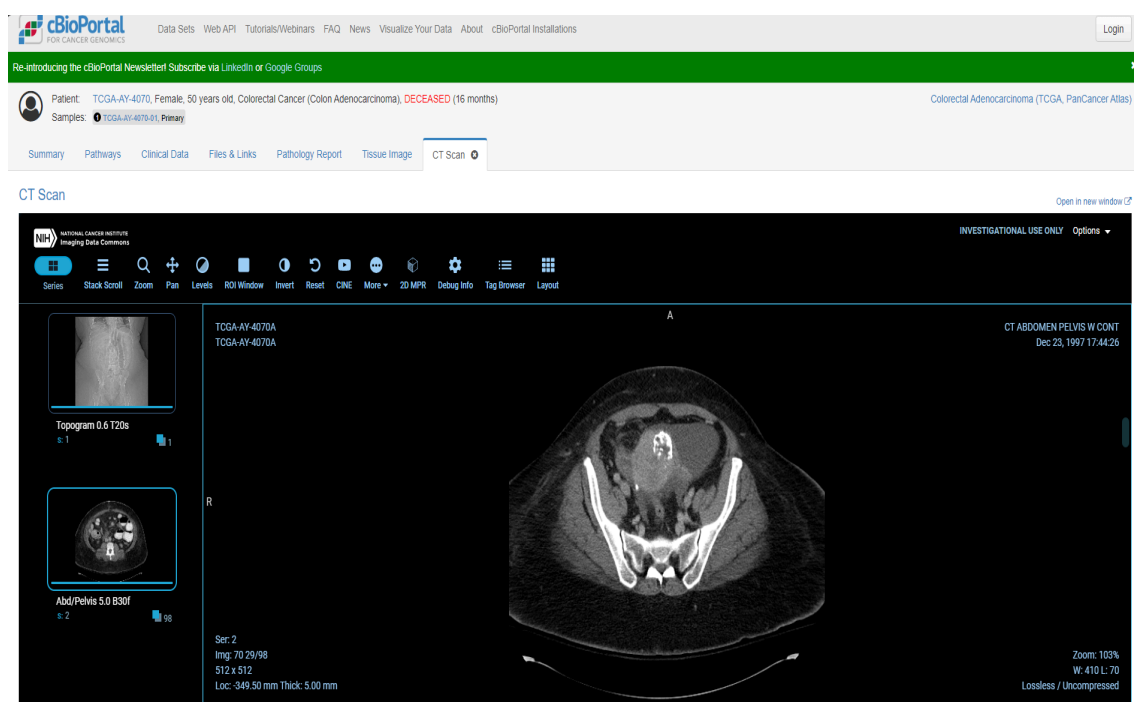 cBioPortal
FOR CANCER GENOMICS
Data Sets Web API Tutorials/Webinars FAQ News Visualize Your Data About cBioPortal Installations
Login
Re-introducing the cBioPortal Newsletter! Subscribe via LinkedIn or Google Groups
Patient: TCGA-AY-4070, Female, 50 years old, Colorectal Cancer (Colon Adenocarcinoma), DECEASED (16 months)
Colorectal Adenocarcinoma (TCGA, PanCancer Atlas)
Samples: 1 TCGA-AY-4070-01, Primary
Summary Pathways Clinical Data Files & Links Pathology Report Tissue Image CT Scan
CT Scan
Open in new window
NIH NATIONAL CANCER INSTITUTE
Imaging Data Commons
INVESTIGATIONAL USE ONLY Options
Series Stack Scroll Zoom Pan Levels ROI Window Invert Reset CINE More 2D MPR Debug Info Tag Browser Layout
Topogram 0.6 T20s
s: 1 1
Abd/Pelvis 5.0 B30f
s: 2 98
TCGA-AY-4070A
TCGA-AY-4070A
A
CT ABDOMEN PELVIS W CONT
Dec 23, 1997 17:44:26
R
Ser: 2
Img: 70 29/98
512 x 512
Loc: -349.50 mm Thick: 5.00 mm
Zoom: 103%
W: 410 L: 70
Lossless / Uncompressed